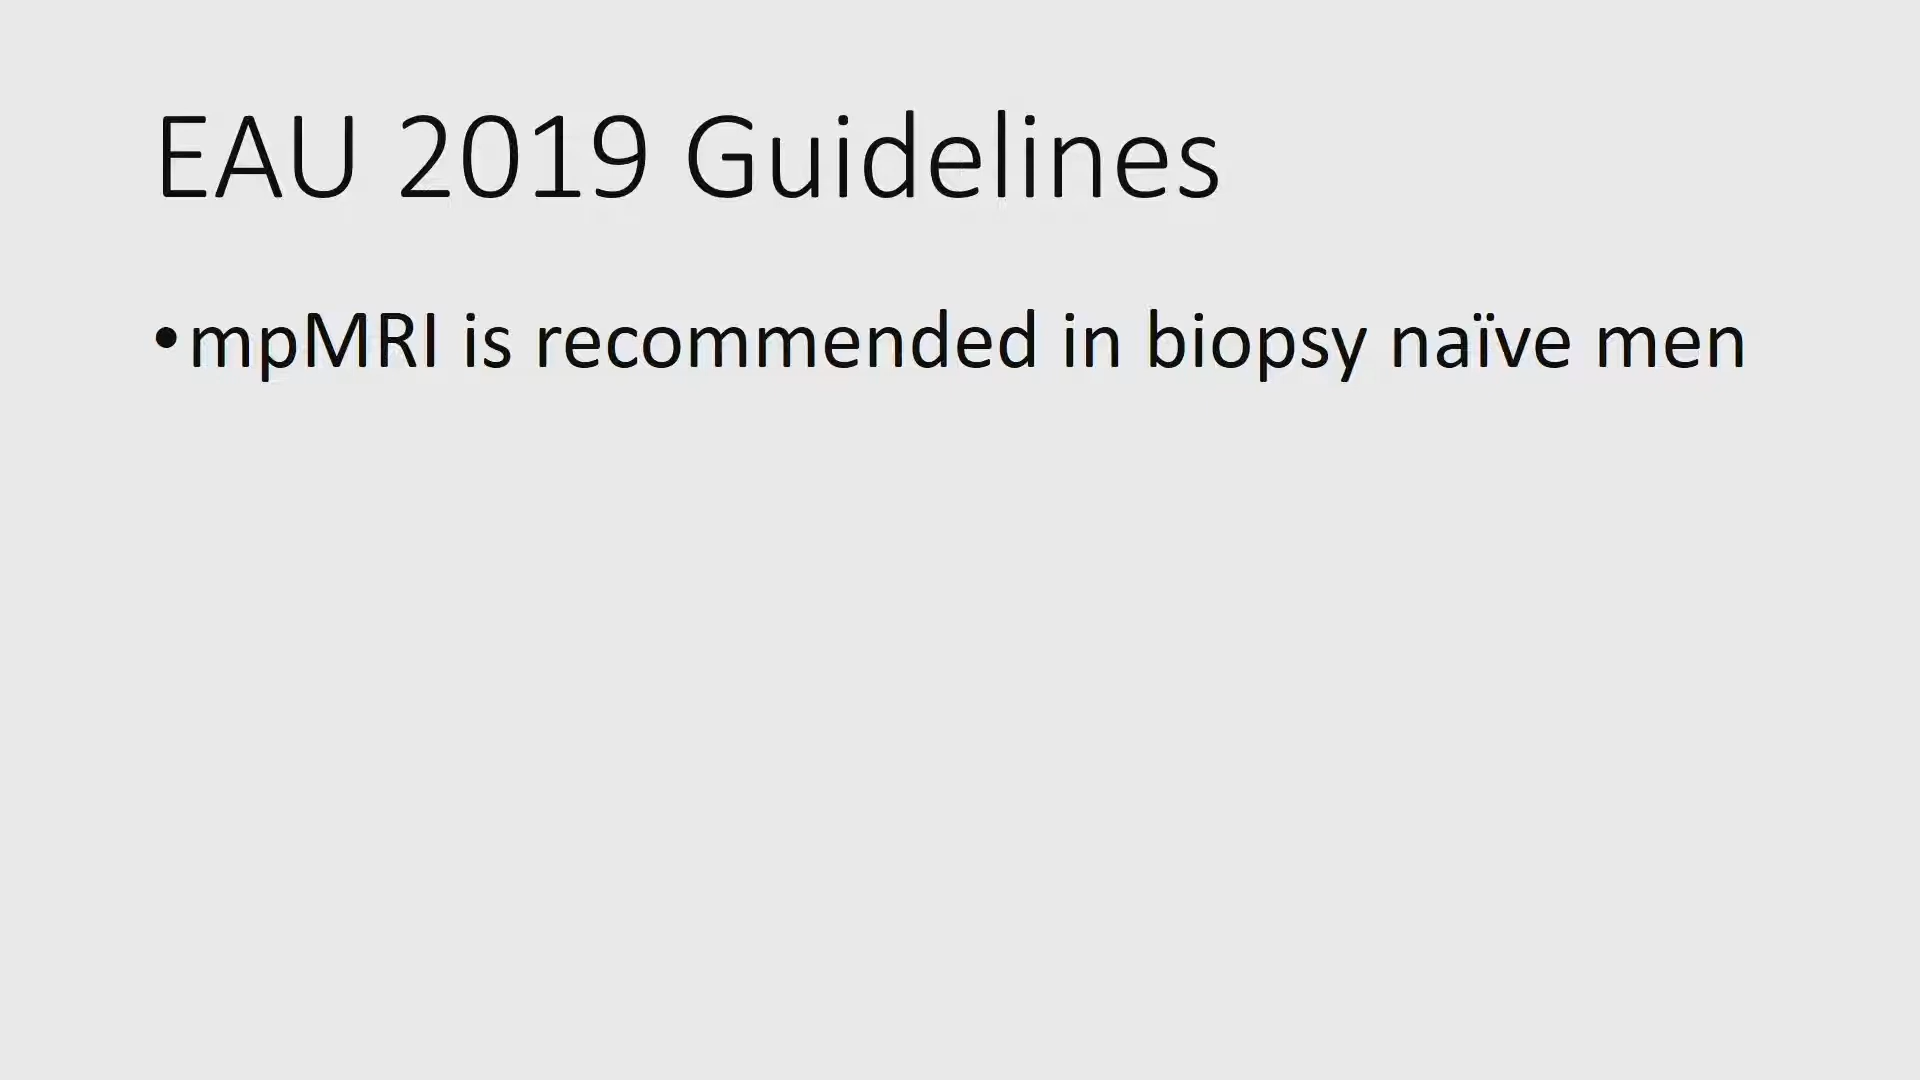 EAU 2019 Guidelines
•mpMRI is recommended in biopsy naïve men